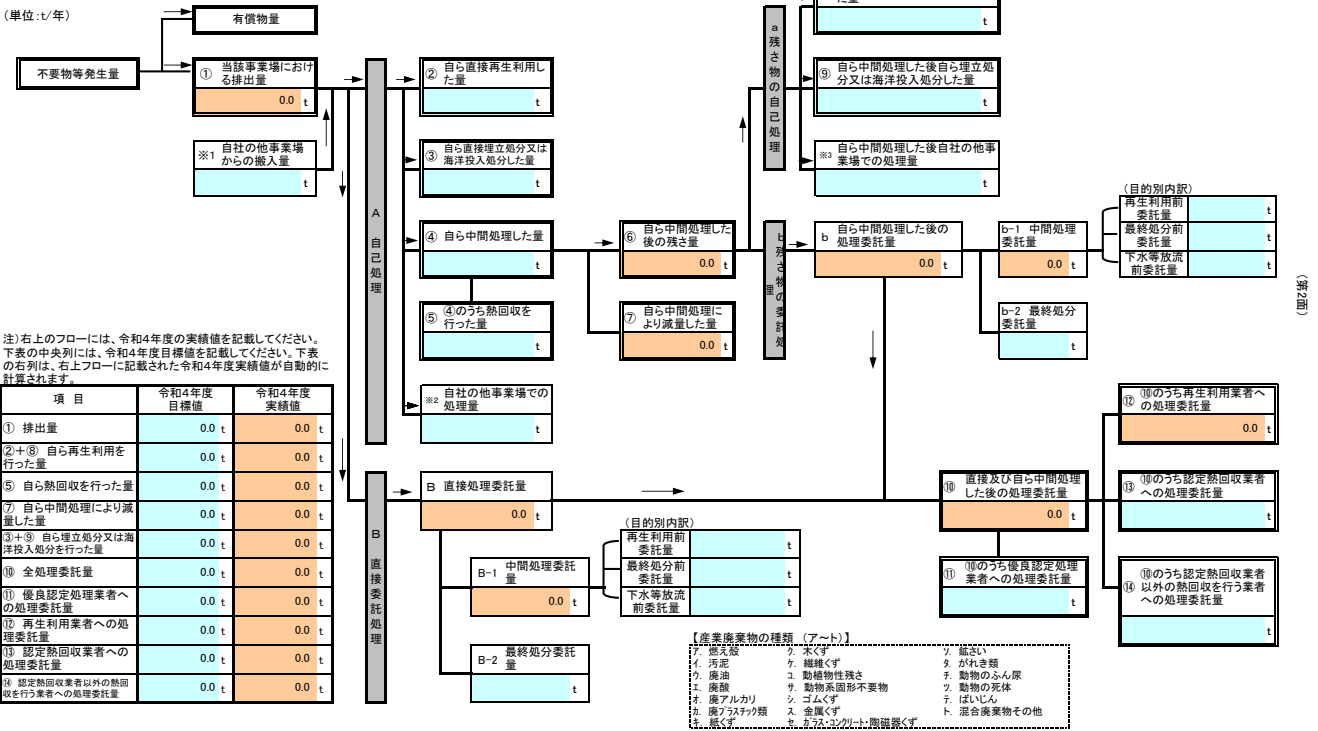 (単位:t/年)
有償物量
不要物等発生量
① 当該事業場におけ
る排出量
0.0 t
※1 自社の他事業場
からの搬入量
t
A 自己処理
② 自ら直接再生利用し
た量
t
③ 自ら直接埋立処分又は
海洋投入処分した量
t
④ 自ら中間処理した量
t
⑤ ④のうち熱回収を
行った量
t
※2 自社の他事業場での
処理量
t
⑥ 自ら中間処理した
後の残さ量
0.0 t
⑦ 自ら中間処理に
より減量した量
0.0 t
a 残さ物の自己処理
t
⑨ 自ら中間処理した後自ら埋立処
分又は海洋投入処分した量
t
※3 自ら中間処理した後自社の他事
業場での処理量
t
b 残さ物の委託処理
b 自ら中間処理した後の
処理委託量
0.0 t
b-1 中間処理
委託量
0.0 t
(目的別内訳)
再生利用前
委託量 t
最終処分前
委託量 t
下水等放流
前委託量 t
b-2 最終処分
委託量
t
(第2面)
注)右上のフローには、令和4年度の実績値を記載してください。
下表の中央列には、令和4年度目標値を記載してください。下表
の右列は、右上フローに記載された令和4年度実績値が自動的に
計算されます。
項 目 令和4年度 目標値 令和4年度 実績値
① 排出量 0.0 t 0.0 t
②+⑧ 自ら再生利用を
行った量 0.0 t 0.0 t
⑤ 自ら熱回収を行った量 0.0 t 0.0 t
⑦ 自ら中間処理により減
量した量 0.0 t 0.0 t
③+⑨ 自ら埋立処分又は海
洋投入処分を行った量 0.0 t 0.0 t
⑩ 全処理委託量 0.0 t 0.0 t
⑪ 優良認定処理業者へ
の処理委託量 0.0 t 0.0 t
⑫ 再生利用業者への処
理委託量 0.0 t 0.0 t
⑬ 認定熱回収業者への
処理委託量 0.0 t 0.0 t
⑭ 認定熱回収業者以外の熱回
収を行う業者への処理委託量 0.0 t 0.0 t
B 直接委託処理
B 直接処理委託量
0.0 t
B-1 中間処理委託
量
0.0 t
(目的別内訳)
再生利用前
委託量 t
最終処分前
委託量 t
下水等放流
前委託量 t
B-2 最終処分委託
量
t
⑩ 直接及び自ら中間処理
した後の処理委託量
0.0 t
⑪ ⑩のうち優良認定処理
業者への処理委託量
t
⑫ ⑩のうち再生利用業者へ
の処理委託量
0.0 t
⑬ ⑩のうち認定熱回収業者
への処理委託量
t
⑭ ⑩のうち認定熱回収業者
以外の熱回収を行う業者
への処理委託量
t
【産業廃棄物の種類 (ア~ト)】
ア. 燃え殻 ク. 木くず ソ. 鉱さい
イ. 汚泥 ケ. 繊維くず タ. がれき類
ウ. 廃油 コ. 動植物性残さ チ. 動物のふん尿
エ. 廃酸 サ. 動物系固形不要物 ツ. 動物の死体
オ. 廃アルカリ シ. ゴムくず テ. ばいじん
カ. 廃プラスチック類 ス. 金属くず ト. 混合廃棄物その他
キ. 紙くず セ. ガラス・コンクリート・陶磁器くず